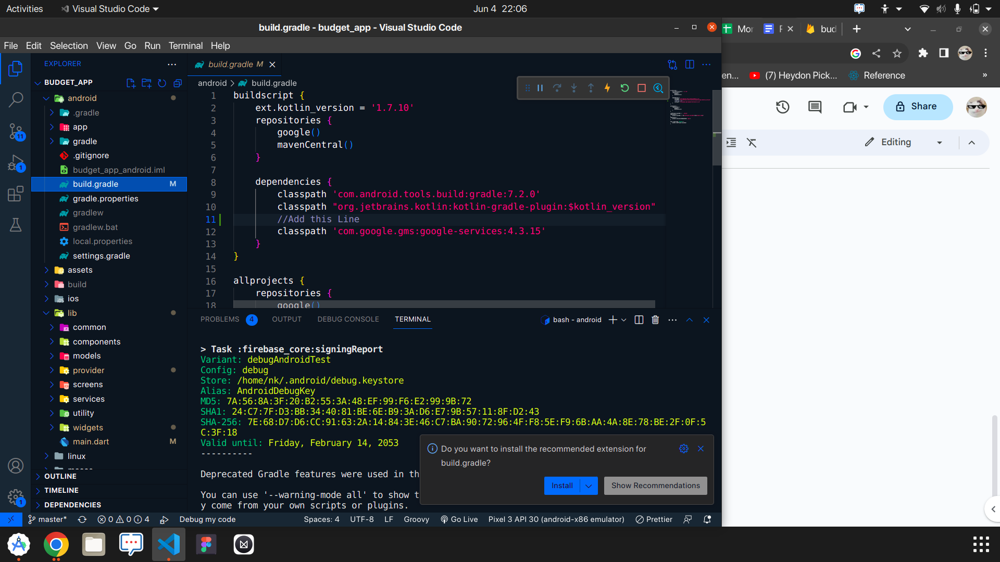 Activities
Visual Studio Code
Jun 4 22:06
build.gradle - budget_app - Visual Studio Code
File Edit Selection View Go Run Terminal Help
EXPLORER
BUDGET_APP
android
.gradle
app
gradle
.gitignore
budget_app_android.iml
build.gradle M
gradle.properties
gradlew
gradlew.bat
local.properties
settings.gradle
assets
build
ios
lib
common
components
models
provider
screens
services
utility
widgets
main.dart M
linux
OUTLINE
TIMELINE
DEPENDENCIES
11
1
1
build.gradle M
android > build.gradle
1 buildscript {
2 ext.kotlin_version = '1.7.10'
3 repositories {
4 google()
5 mavenCentral()
6 }
7
8 dependencies {
9 classpath 'com.android.tools.build:gradle:7.2.0'
10 classpath "org.jetbrains.kotlin:kotlin-gradle-plugin:$kotlin_version"
11 //Add this Line
12 classpath 'com.google.gms:google-services:4.3.15'
13 }
14 }
15
16 allprojects {
17 repositories {
18 google()
PROBLEMS 4 OUTPUT DEBUG CONSOLE TERMINAL
bash - android
> Task :firebase_core:signingReport
Variant: debugAndroidTest
Config: debug
Store: /home/nk/.android/debug.keystore
Alias: AndroidDebugKey
MD5: 7A:56:8A:3F:20:B2:55:3A:48:EF:99:F6:E2:99:9B:72
SHA1: 24:C7:7F:D3:BB:34:40:81:BE:6E:B9:3A:D6:E7:9B:57:11:8F:D2:43
SHA-256: 7E:68:D7:D6:CC:91:63:2A:14:84:3E:46:C7:BA:90:72:96:4F:F8:5E:F9:6B:AA:4A:8E:78:BE:2F:0F:5
C:3F:18
Valid until: Friday, February 14, 2053
----------
Deprecated Gradle features were used in th
You can use '--warning-mode all' to show t
y come from your own scripts or plugins.
Do you want to install the recommended extension for
build.gradle?
Install
Show Recommendations
master*
0 0 4
Debug my code
Spaces: 4
UTF-8
LF
Groovy
Go Live
Pixel 3 API 30 (android-x86 emulator)
Prettier
Mor
F
bud
en...
(7) Heydon Pick...
Reference
»
Share
Editing